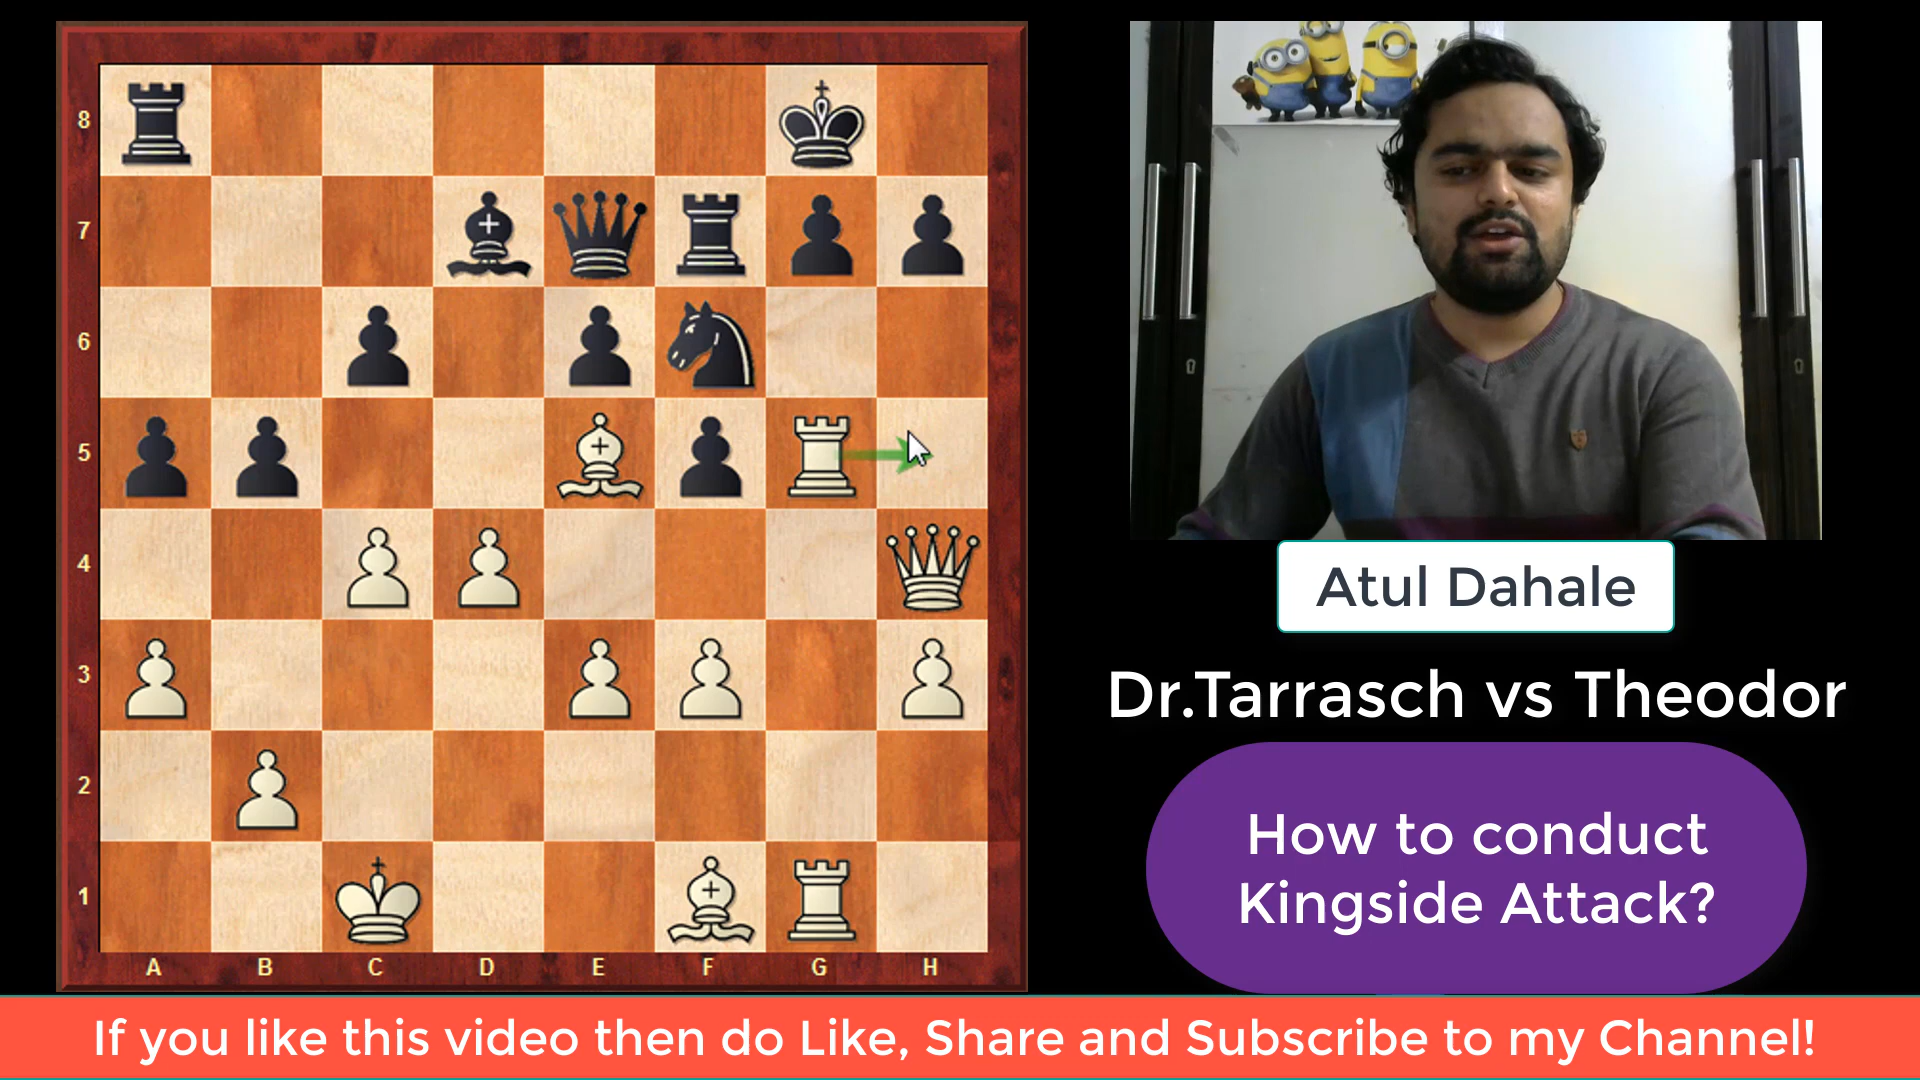 8
7
6
5
4
3
2
1
A B C D E F G H
Atul Dahale
Dr.Tarrasch vs Theodor
How to conduct
Kingside Attack?
If you like this video then do Like, Share and Subscribe to my Channel!